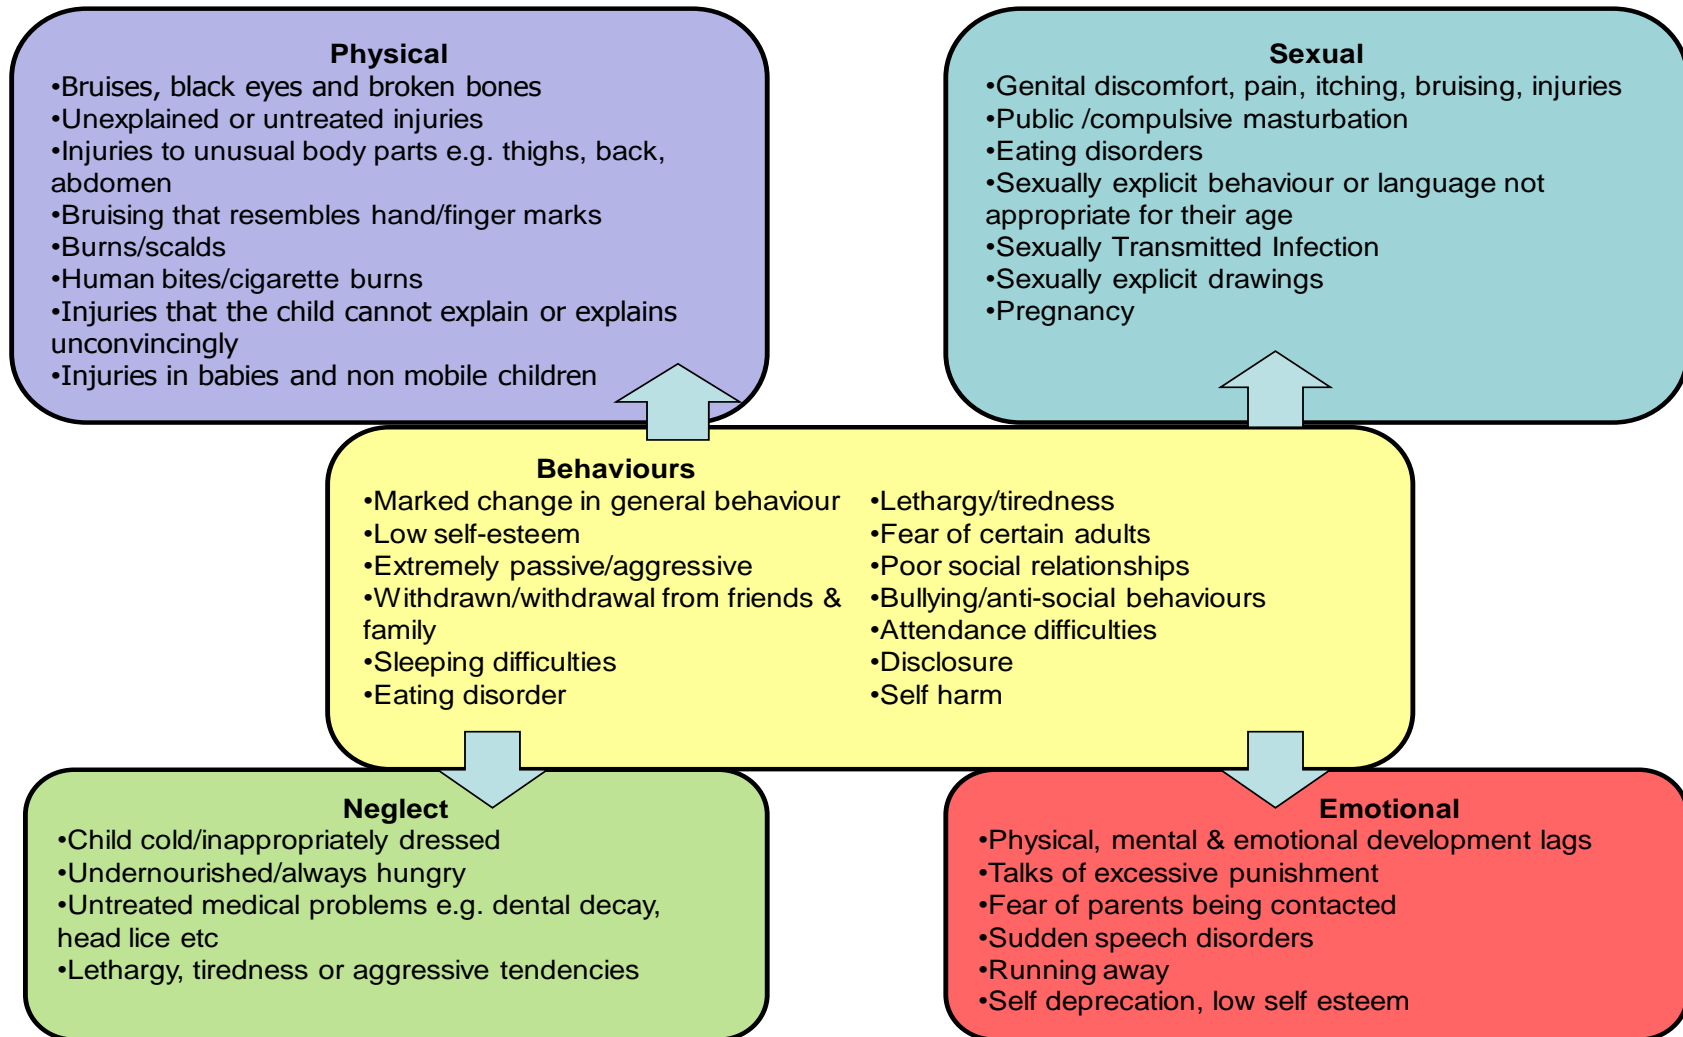 Physical
•Bruises, black eyes and broken bones
•Unexplained or untreated injuries
•Injuries to unusual body parts e.g. thighs, back,
abdomen
•Bruising that resembles hand/finger marks
•Burns/scalds
•Human bites/cigarette burns
•Injuries that the child cannot explain or explains
unconvincingly
•Injuries in babies and non mobile children
Sexual
•Genital discomfort, pain, itching, bruising, injuries
•Public /compulsive masturbation
•Eating disorders
•Sexually explicit behaviour or language not
appropriate for their age
•Sexually Transmitted Infection
•Sexually explicit drawings
•Pregnancy
Behaviours
•Marked change in general behaviour
•Low self-esteem
•Extremely passive/aggressive
•Withdrawn/withdrawal from friends &
family
•Sleeping difficulties
•Eating disorder
•Lethargy/tiredness
•Fear of certain adults
•Poor social relationships
•Bullying/anti-social behaviours
•Attendance difficulties
•Disclosure
•Self harm
Neglect
•Child cold/inappropriately dressed
•Undernourished/always hungry
•Untreated medical problems e.g. dental decay,
head lice etc
•Lethargy, tiredness or aggressive tendencies
Emotional
•Physical, mental & emotional development lags
•Talks of excessive punishment
•Fear of parents being contacted
•Sudden speech disorders
•Running away
•Self deprecation, low self esteem